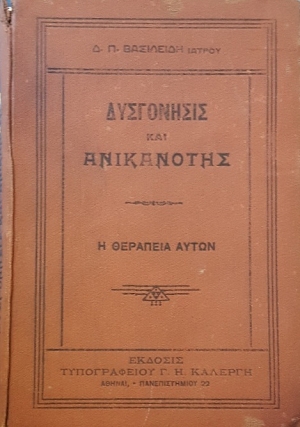 Δ· Π· ΒΑΣΙΛΕΙΔΗ ΙΑΤΡΟΥ
ΔΥΣΓΟΝΗΣΙΣ
ΚΑΙ
ΑΝΙΚΑΝΟΤΗΣ
Η ΘΕΡΑΠΕΙΑ ΑΥΤΩΝ
ΕΚΔΟΣΙΣ
ΤΥΠΟΓΡΑΦΕΙΟΥ Γ. Η. ΚΑΛΕΡΓΗ
ΑΘΗΝΑΙ, - ΠΑΝΕΠΙΣΤΗΜΙΟΥ 20